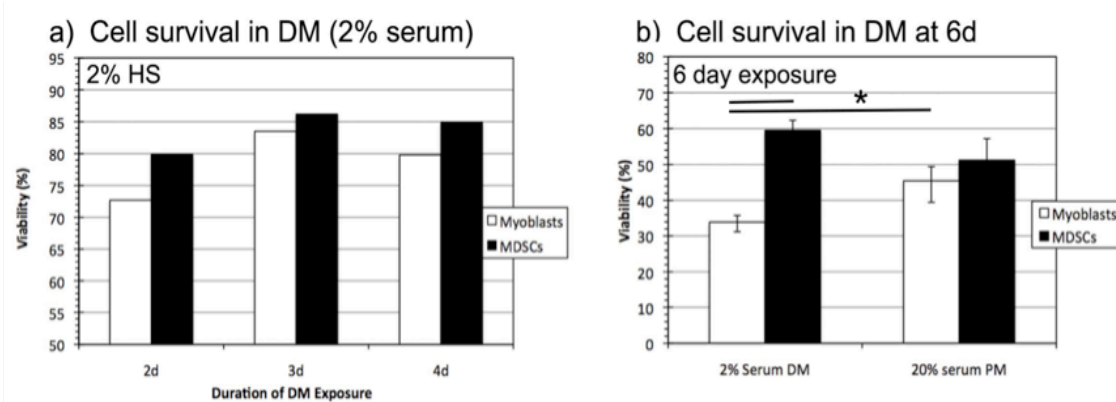 a) Cell survival in DM (2% serum)
2% HS
95
90
85
80
75
70
65
60
55
50
Viability (%)
2d 3d 4d
Duration of DM Exposure
Myoblasts
MDSCs
b) Cell survival in DM at 6d
6 day exposure
*
80
70
60
50
40
30
20
10
0
Viability (%)
2% Serum DM 20% serum PM
Myoblasts
MDSCs